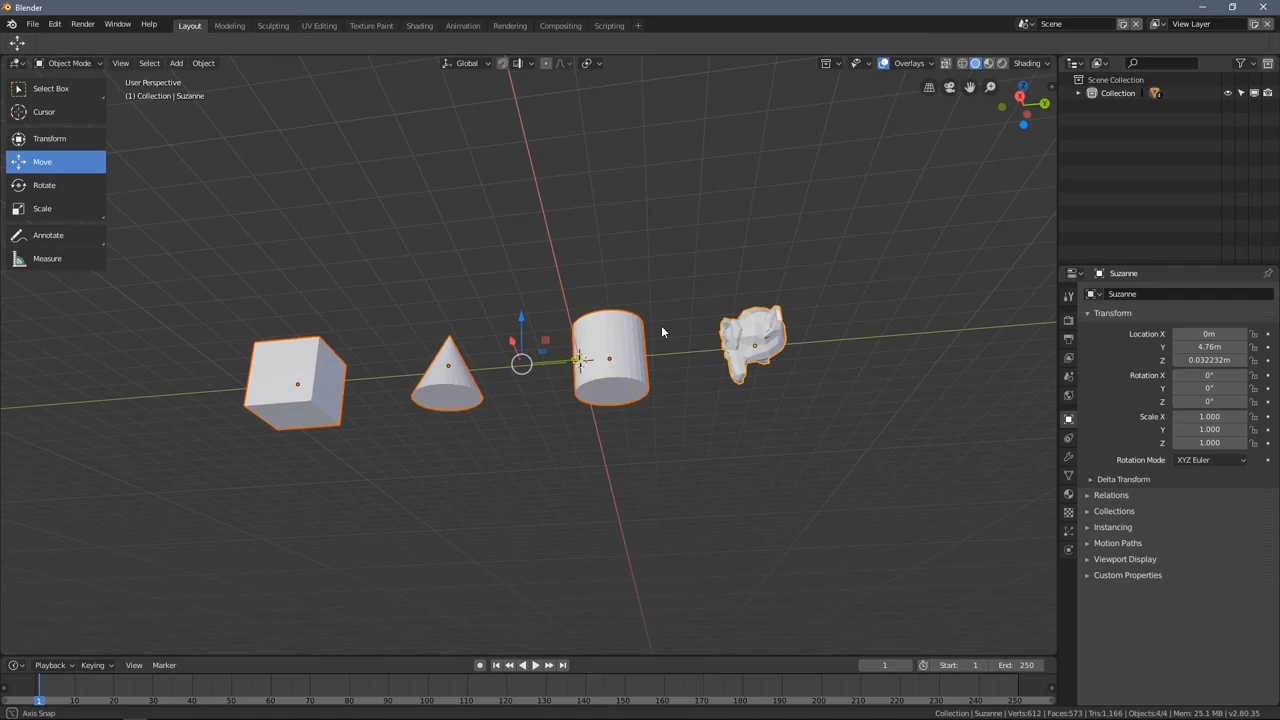 Blender
File Edit Render Window Help
Layout Modeling Sculpting UV Editing Texture Paint Shading Animation Rendering Compositing Scripting +
Scene
View Layer
Object Mode View Select Add Object
Global
Overlays
Shading
User Perspective
(1) Collection | Suzanne
Select Box
Cursor
Transform
Move
Rotate
Scale
Annotate
Measure
X
Y
Z
Scene Collection
Collection
4
Suzanne
Suzanne
Transform
Location X 0m
Y 4.76m
Z 0.032232m
Rotation X 0°
Y 0°
Z 0°
Scale X 1.000
Y 1.000
Z 1.000
Rotation Mode XYZ Euler
Delta Transform
Relations
Collections
Instancing
Motion Paths
Viewport Display
Custom Properties
Playback Keying View Marker
1
Start: 1
End: 250
1 10 20 30 40 50 60 70 80 90 100 110 120 130 140 150 160 170 180 190 200 210 220 230 240 250
Axis Snap
Collection | Suzanne | Verts:612 | Faces:573 | Tris:1,166 | Objects:4/4 | Mem: 25.1 MB | v2.80.35